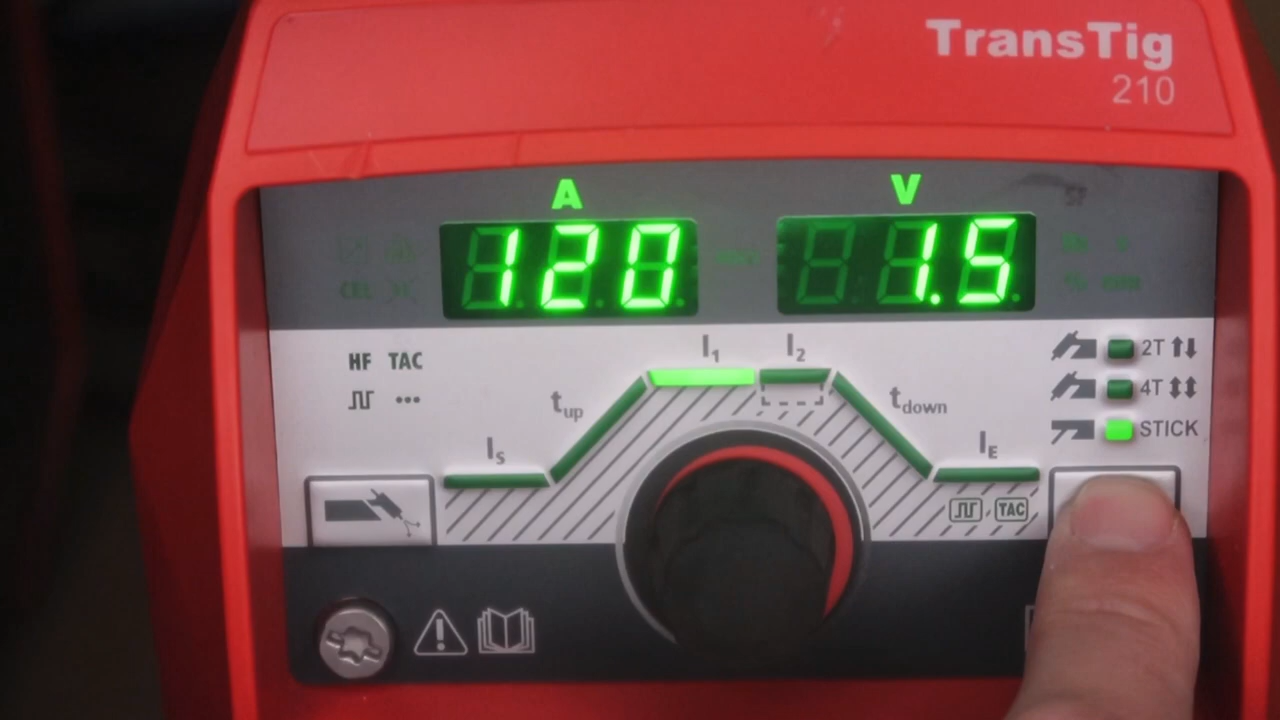 TransTig
210
A V
120 1.5
HF TAC
I1 I2
tup
tdown
IS
IE
TAC
2T
4T
STICK